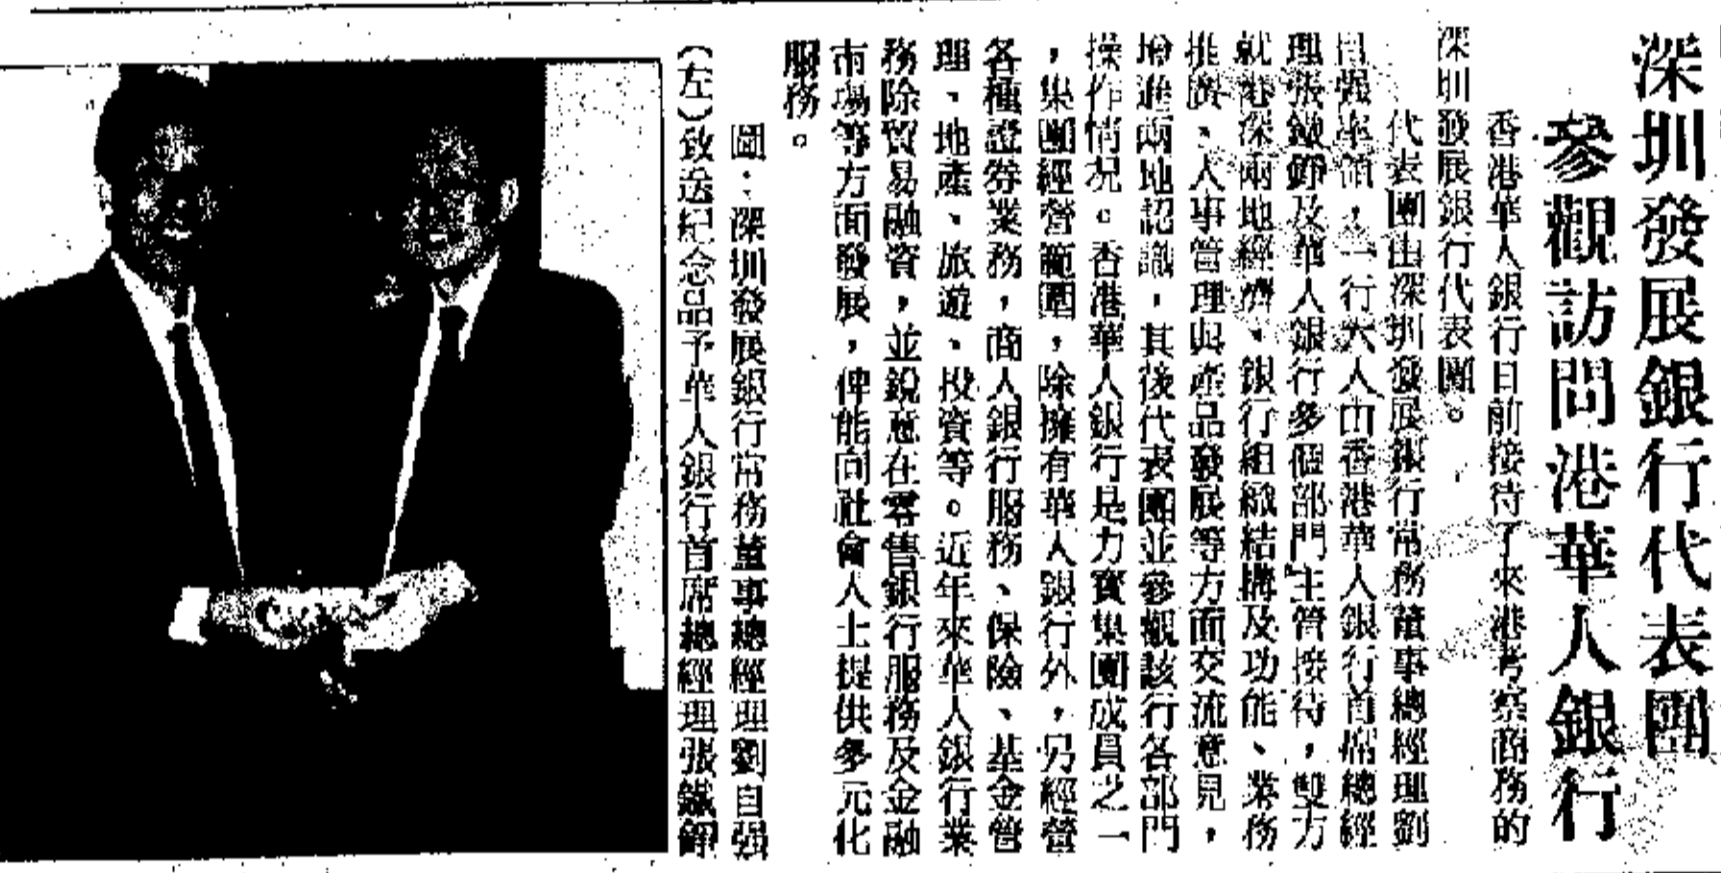 深圳發展銀行代表團
參觀訪問港華人銀行
香港華人銀行日前接待了來港考察商務的
深圳發展銀行代表團。
代表團由深圳發展銀行常務董事總經理劉
自强率領,一行六人由香港華人銀行首席總經
理張鐵錚及華人銀行多個部門主管接待,雙方
就港深兩地經濟、銀行組織結構及功能、業務
推廣、人事管理與產品發展等方面交流意見,
增進兩地認識,其後代表團並參觀該行各部門
操作情况。香港華人銀行是力寶集團成員之一
,集團經營範圍,除擁有華人銀行外,另經營
各種證券業務,商人銀行服務、保險、基金管
理、地產、旅遊、投資等。近年來華人銀行業
務除貿易融資,並銳意在零售銀行服務及金融
市場等方面發展,俾能向社會人士提供多元化
服務。
圖:深圳發展銀行常務董事總經理劉自强
(左)致送紀念品予華人銀行首席總經理張鐵錚